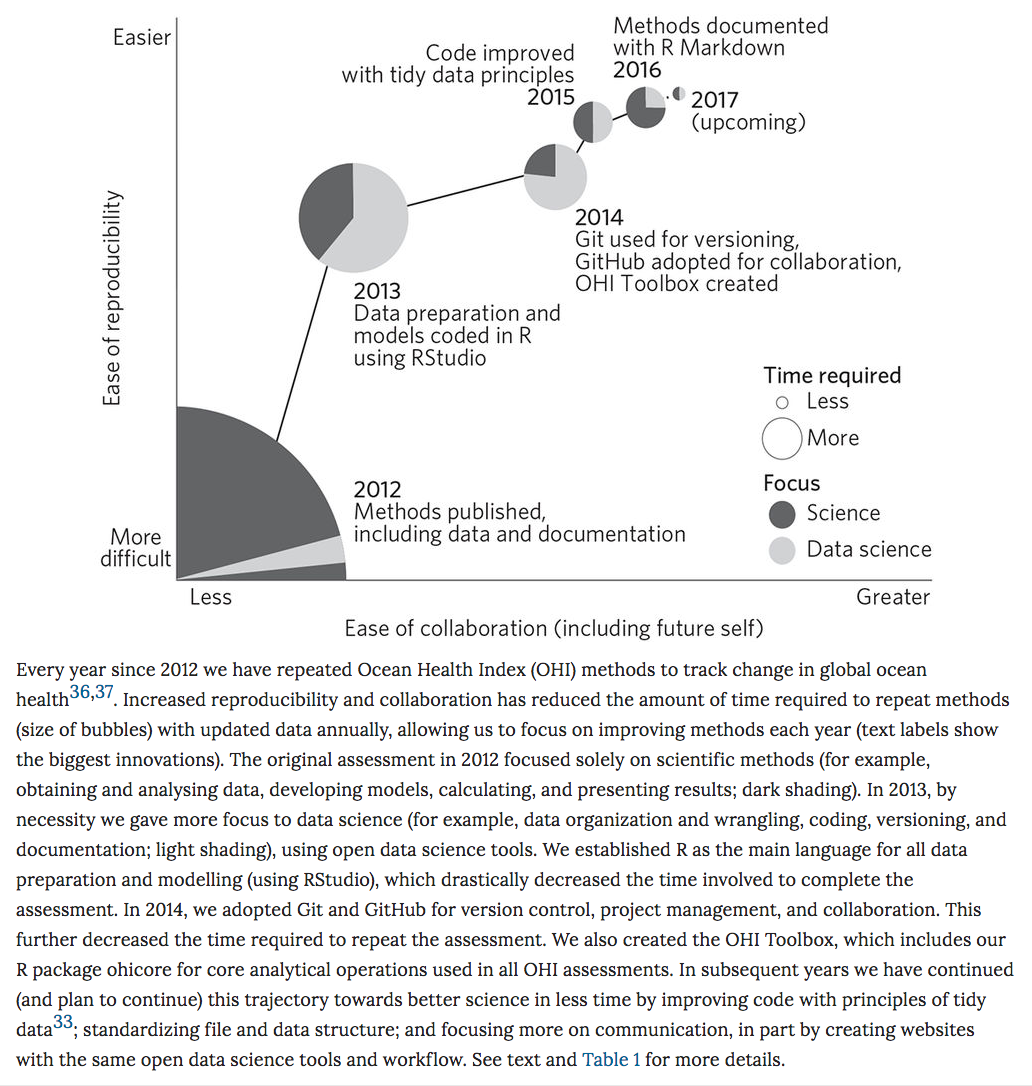 Easier
Methods documented
with R Markdown
2016
Code improved
with tidy data principles
2015
2017
(upcoming)
2014
Git used for versioning,
GitHub adopted for collaboration,
OHI Toolbox created
2013
Data preparation and
models coded in R
using RStudio
Ease of reproducibility
Time required
Less
More
Focus
Science
Data science
2012
Methods published,
including data and documentation
More
difficult
Less
Greater
Ease of collaboration (including future self)
Every year since 2012 we have repeated Ocean Health Index (OHI) methods to track change in global ocean
health36,37. Increased reproducibility and collaboration has reduced the amount of time required to repeat methods
(size of bubbles) with updated data annually, allowing us to focus on improving methods each year (text labels show
the biggest innovations). The original assessment in 2012 focused solely on scientific methods (for example,
obtaining and analysing data, developing models, calculating, and presenting results; dark shading). In 2013, by
necessity we gave more focus to data science (for example, data organization and wrangling, coding, versioning, and
documentation; light shading), using open data science tools. We established R as the main language for all data
preparation and modelling (using RStudio), which drastically decreased the time involved to complete the
assessment. In 2014, we adopted Git and GitHub for version control, project management, and collaboration. This
further decreased the time required to repeat the assessment. We also created the OHI Toolbox, which includes our
R package ohicore for core analytical operations used in all OHI assessments. In subsequent years we have continued
(and plan to continue) this trajectory towards better science in less time by improving code with principles of tidy
data33; standardizing file and data structure; and focusing more on communication, in part by creating websites
with the same open data science tools and workflow. See text and Table 1 for more details.